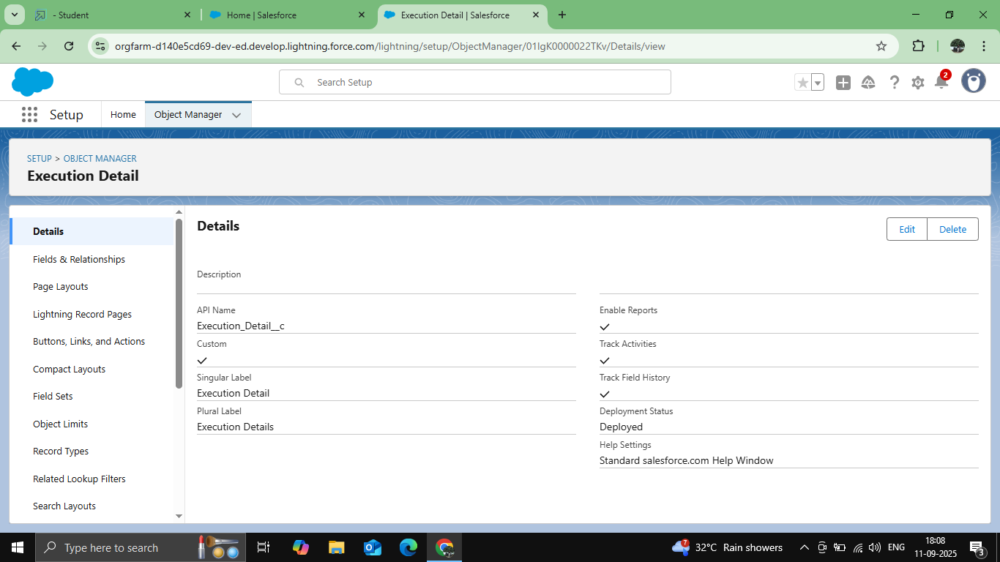 - Student
Home | Salesforce
Execution Detail | Salesforce
orgfarm-d140e5cd69-dev-ed.develop.lightning.force.com/lightning/setup/ObjectManager/01IgK0000022TKv/Details/view
Search Setup
2
Setup
Home
Object Manager
SETUP > OBJECT MANAGER
Execution Detail
Details
Fields & Relationships
Page Layouts
Lightning Record Pages
Buttons, Links, and Actions
Compact Layouts
Field Sets
Object Limits
Record Types
Related Lookup Filters
Search Layouts
Details
Edit
Delete
Description
API Name
Execution_Detail__c
Custom
Singular Label
Execution Detail
Plural Label
Execution Details
Enable Reports
Track Activities
Track Field History
Deployment Status
Deployed
Help Settings
Standard salesforce.com Help Window
Type here to search
7
32°C Rain showers
ENG
18:08
11-09-2025
3